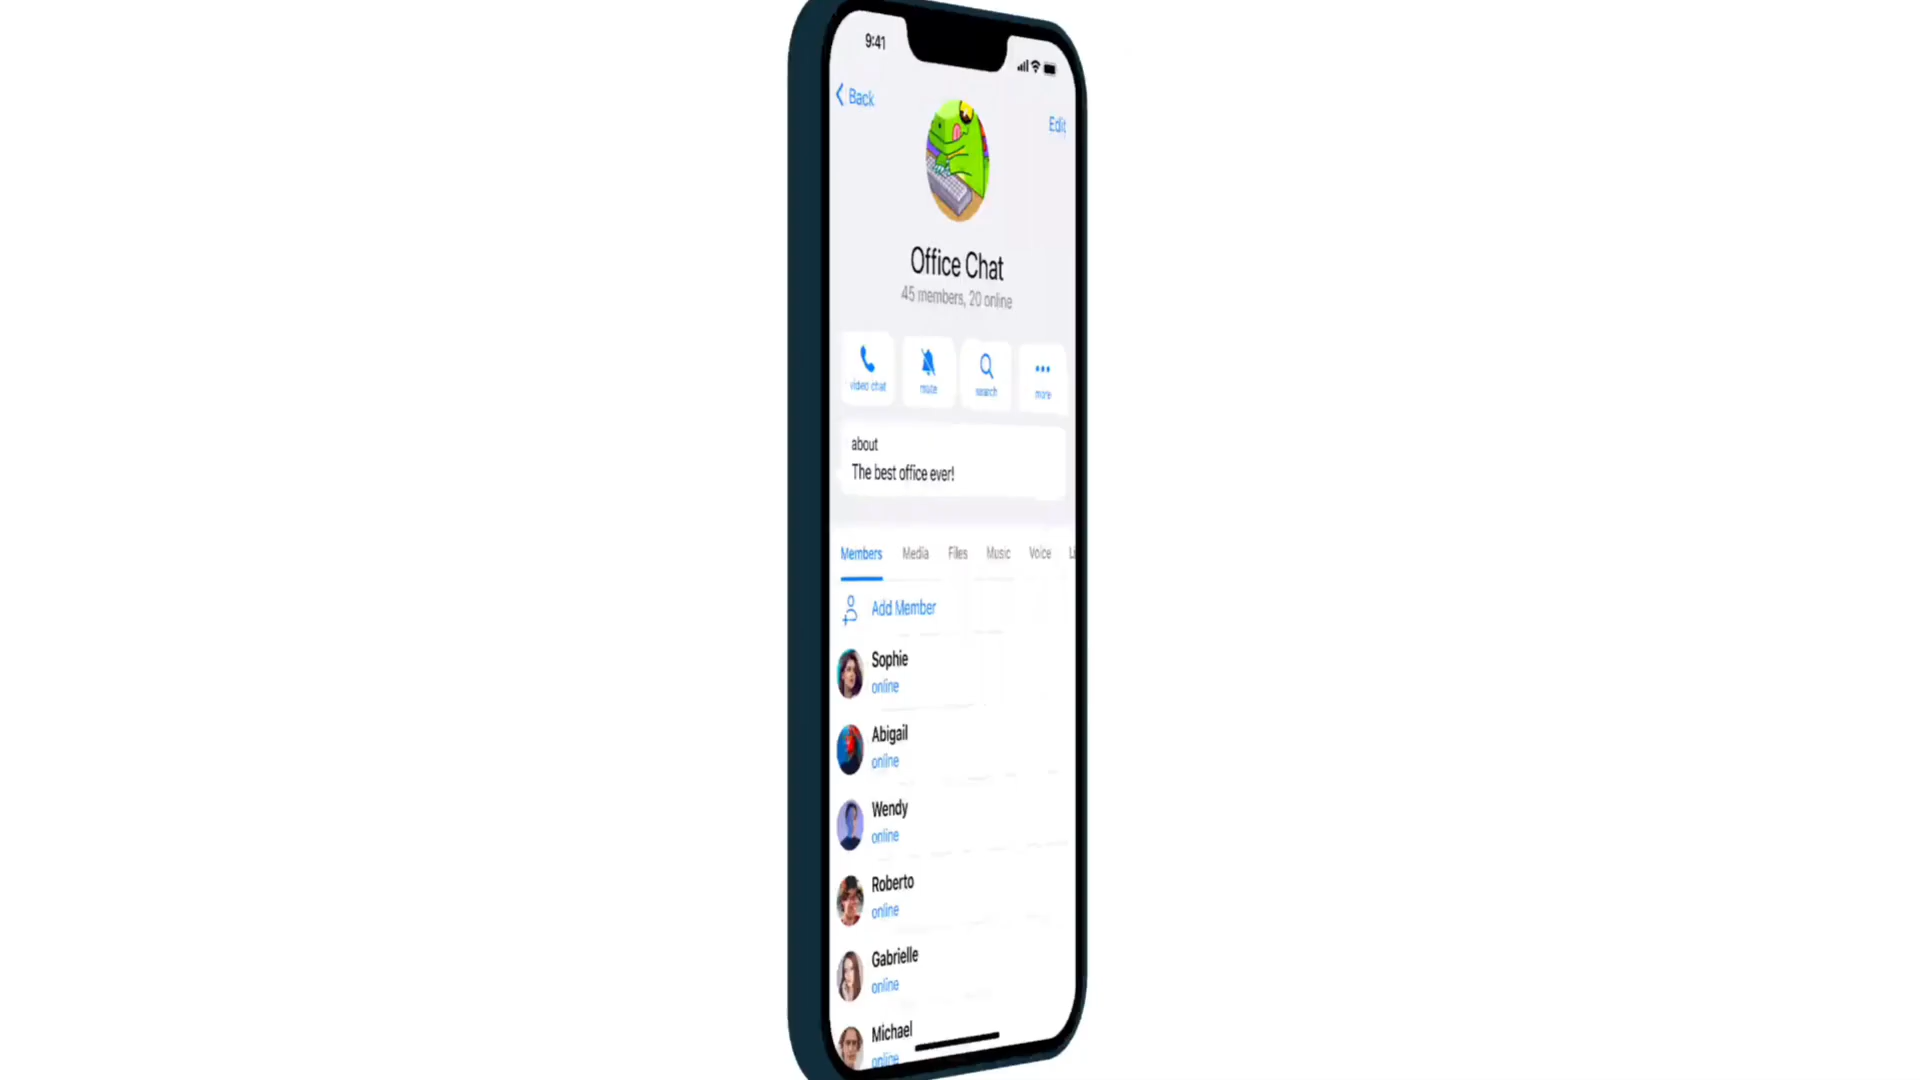 9:41
Back
Edit
Office Chat
45 members, 20 online
video chat
mute
search
more
about
The best office ever!
Members Media Files Music Voice
Add Member
Sophie
online
Abigail
online
Wendy
online
Roberto
online
Gabrielle
online
Michael
online